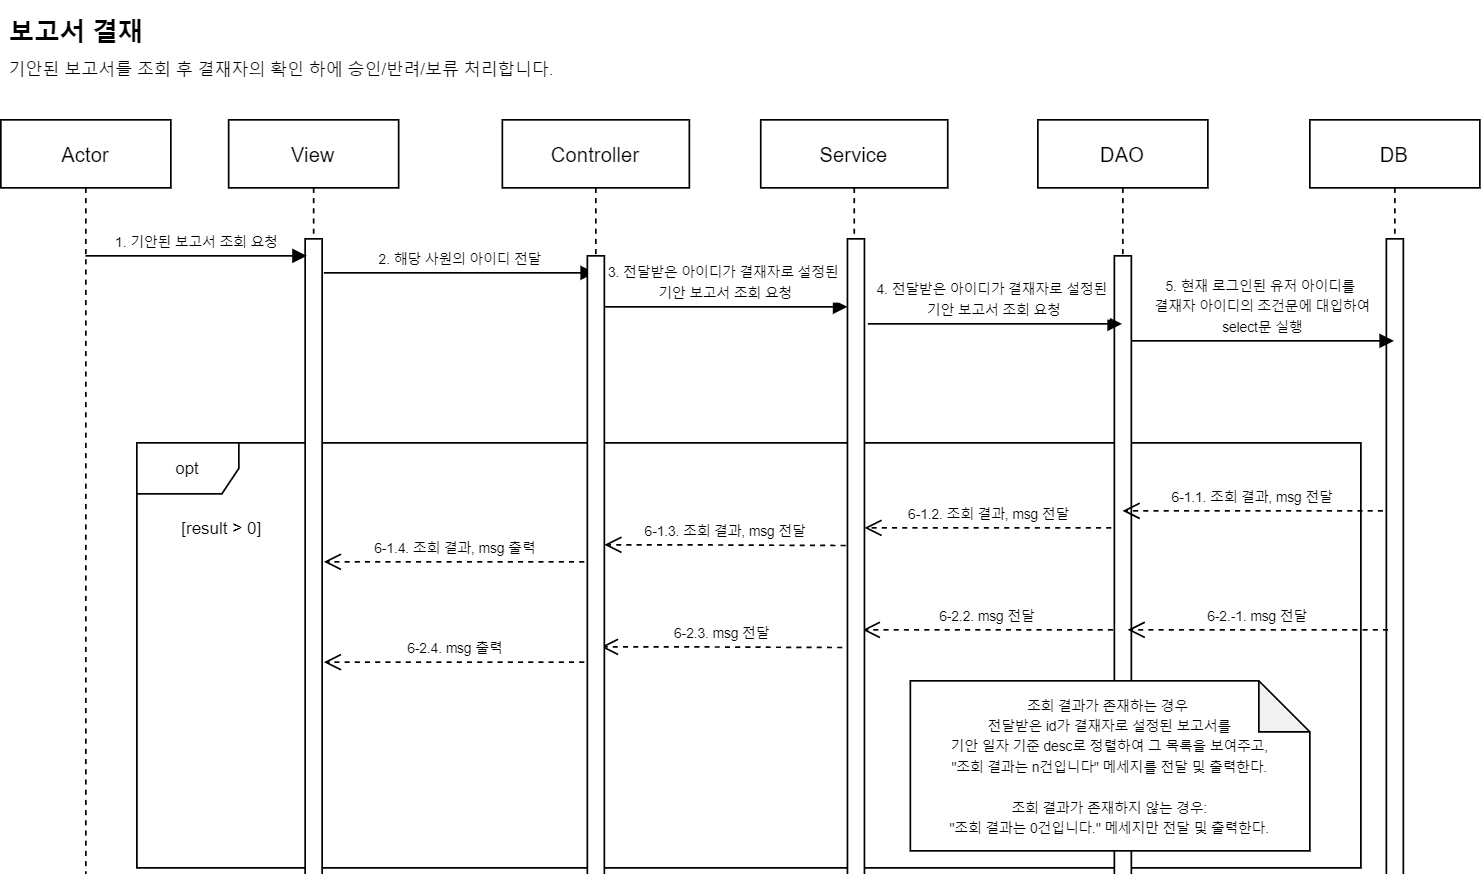 보고서 결재
기안된 보고서를 조회 후 결재자의 확인 하에 승인/반려/보류 처리합니다.
Actor
View
Controller
Service
DAO
DB
1. 기안된 보고서 조회 요청
2. 해당 사원의 아이디 전달
3. 전달받은 아이디가 결재자로 설정된
기안 보고서 조회 요청
4. 전달받은 아이디가 결재자로 설정된
기안 보고서 조회 요청
5. 현재 로그인된 유저 아이디를
결재자 아이디의 조건문에 대입하여
select문 실행
opt
[result > 0]
6-1.1. 조회 결과, msg 전달
6-1.2. 조회 결과, msg 전달
6-1.3. 조회 결과, msg 전달
6-1.4. 조회 결과, msg 출력
6-2.-1. msg 전달
6-2.2. msg 전달
6-2.3. msg 전달
6-2.4. msg 출력
조회 결과가 존재하는 경우
전달받은 id가 결재자로 설정된 보고서를
기안 일자 기준 desc로 정렬하여 그 목록을 보여주고,
"조회 결과는 n건입니다" 메세지를 전달 및 출력한다.
조회 결과가 존재하지 않는 경우:
"조회 결과는 0건입니다." 메세지만 전달 및 출력한다.